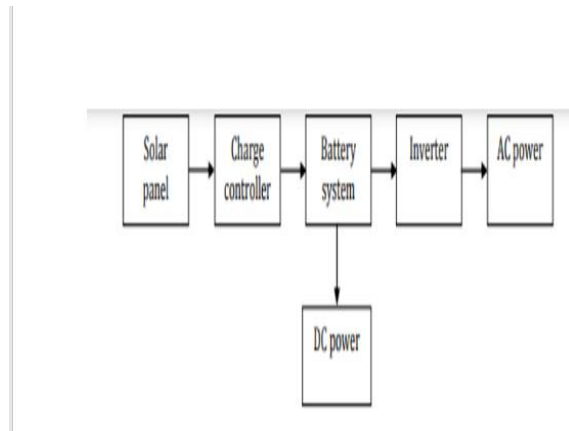 Solar
panel
Charge
controller
Battery
system
Inverter
AC power
DC power